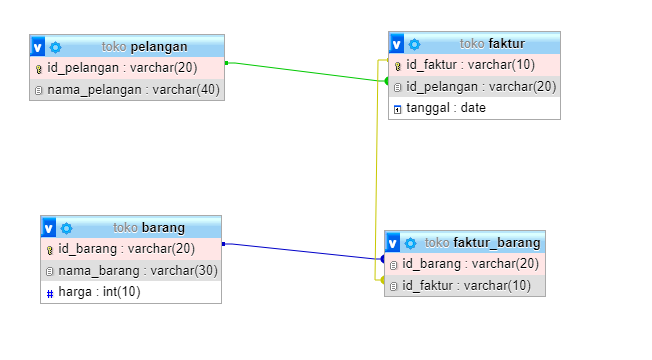 v toko pelangan
id_pelangan : varchar(20)
nama_pelangan : varchar(40)
v toko faktur
id_faktur : varchar(10)
id_pelangan : varchar(20)
tanggal : date
v toko barang
id_barang : varchar(20)
nama_barang : varchar(30)
# harga : int(10)
v toko faktur_barang
id_barang : varchar(20)
id_faktur : varchar(10)